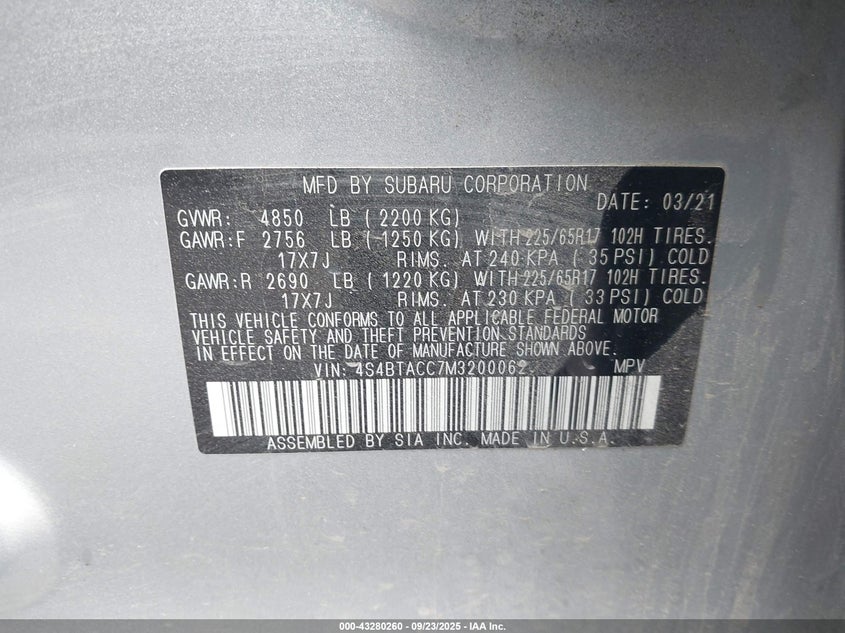 MFD BY SUBARU CORPORATION
DATE: 03/21
GVWR: 4850 LB ( 2200 KG)
GAWR:F 2756 LB ( 1250 KG) WITH 225/65R17 102H TIRES.
17X7J RIMS. AT 240 KPA ( 35 PSI) COLD
GAWR:R 2690 LB ( 1220 KG) WITH 225/65R17 102H TIRES.
17X7J RIMS. AT 230 KPA ( 33 PSI) COLD
THIS VEHICLE CONFORMS TO ALL APPLICABLE FEDERAL MOTOR
VEHICLE SAFETY AND THEFT PREVENTION STANDARDS
IN EFFECT ON THE DATE OF MANUFACTURE SHOWN ABOVE.
VIN: 4S4BTACC7M3200062 MPV
ASSEMBLED BY SIA INC. MADE IN U.S.A.
000-43280260 - 09/23/2025 - IAA Inc.